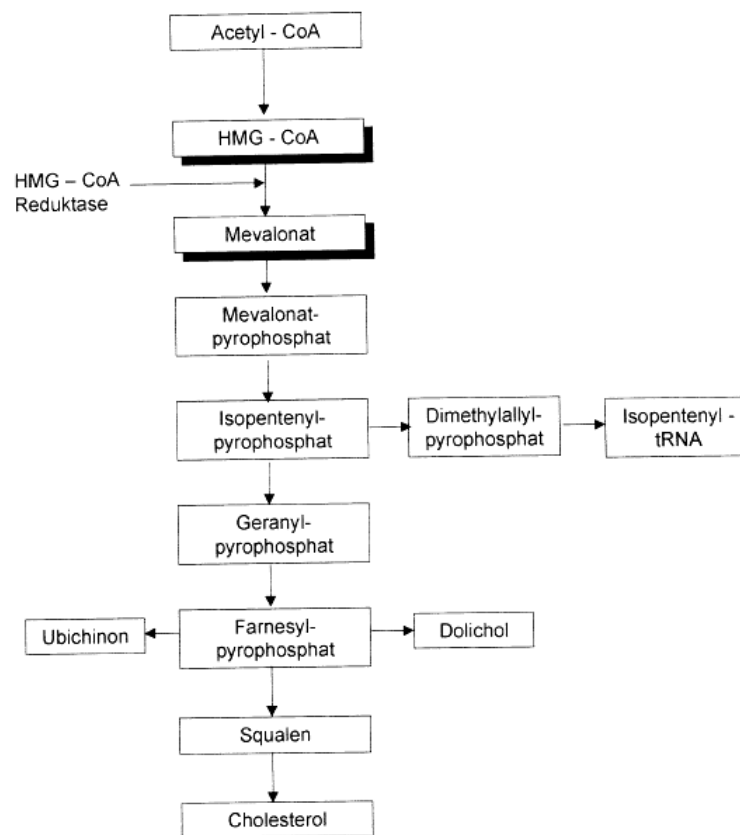 Acetyl - CoA
HMG - CoA
HMG – CoA
Reduktase
Mevalonat
Mevalonat-
pyrophosphat
Isopentenyl-
pyrophosphat
Dimethylallyl-
pyrophosphat
Isopentenyl -
tRNA
Geranyl-
pyrophosphat
Ubichinon
Farnesyl-
pyrophosphat
Dolichol
Squalen
Cholesterol